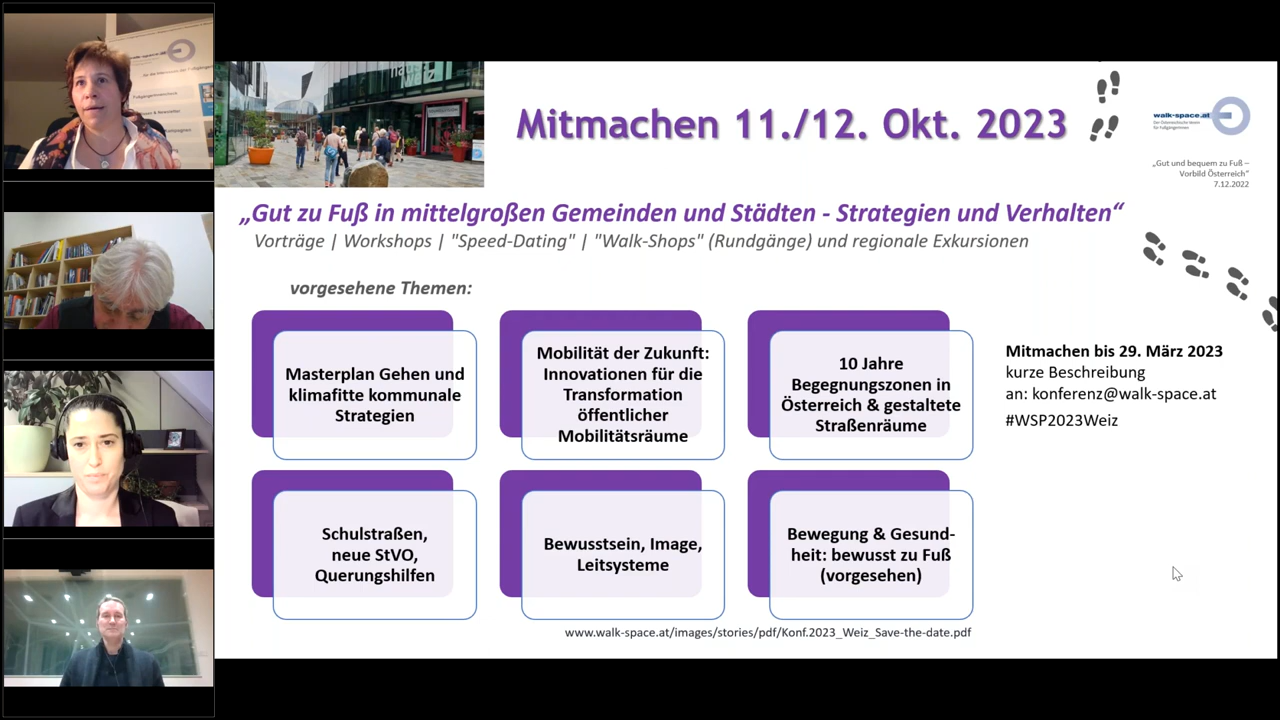 Mitmachen 11./12. Okt. 2023
walk-space.at
Der Österreichische Verein
für FußgängerInnen
„Gut und bequem zu Fuß –
Vorbild Österreich“
7.12.2022
„Gut zu Fuß in mittelgroßen Gemeinden und Städten - Strategien und Verhalten“
Vorträge | Workshops | "Speed-Dating" | "Walk-Shops" (Rundgänge) und regionale Exkursionen
vorgesehene Themen:
Masterplan Gehen und
klimafitte kommunale
Strategien
Mobilität der Zukunft:
Innovationen für die
Transformation
öffentlicher
Mobilitätsräume
10 Jahre
Begegnungszonen in
Österreich & gestaltete
Straßenräume
Mitmachen bis 29. März 2023
kurze Beschreibung
an: konferenz@walk-space.at
#WSP2023Weiz
Schulstraßen,
neue StVO,
Querungshilfen
Bewusstsein, Image,
Leitsysteme
Bewegung & Gesund-
heit: bewusst zu Fuß
(vorgesehen)
www.walk-space.at/images/stories/pdf/Konf.2023_Weiz_Save-the-date.pdf